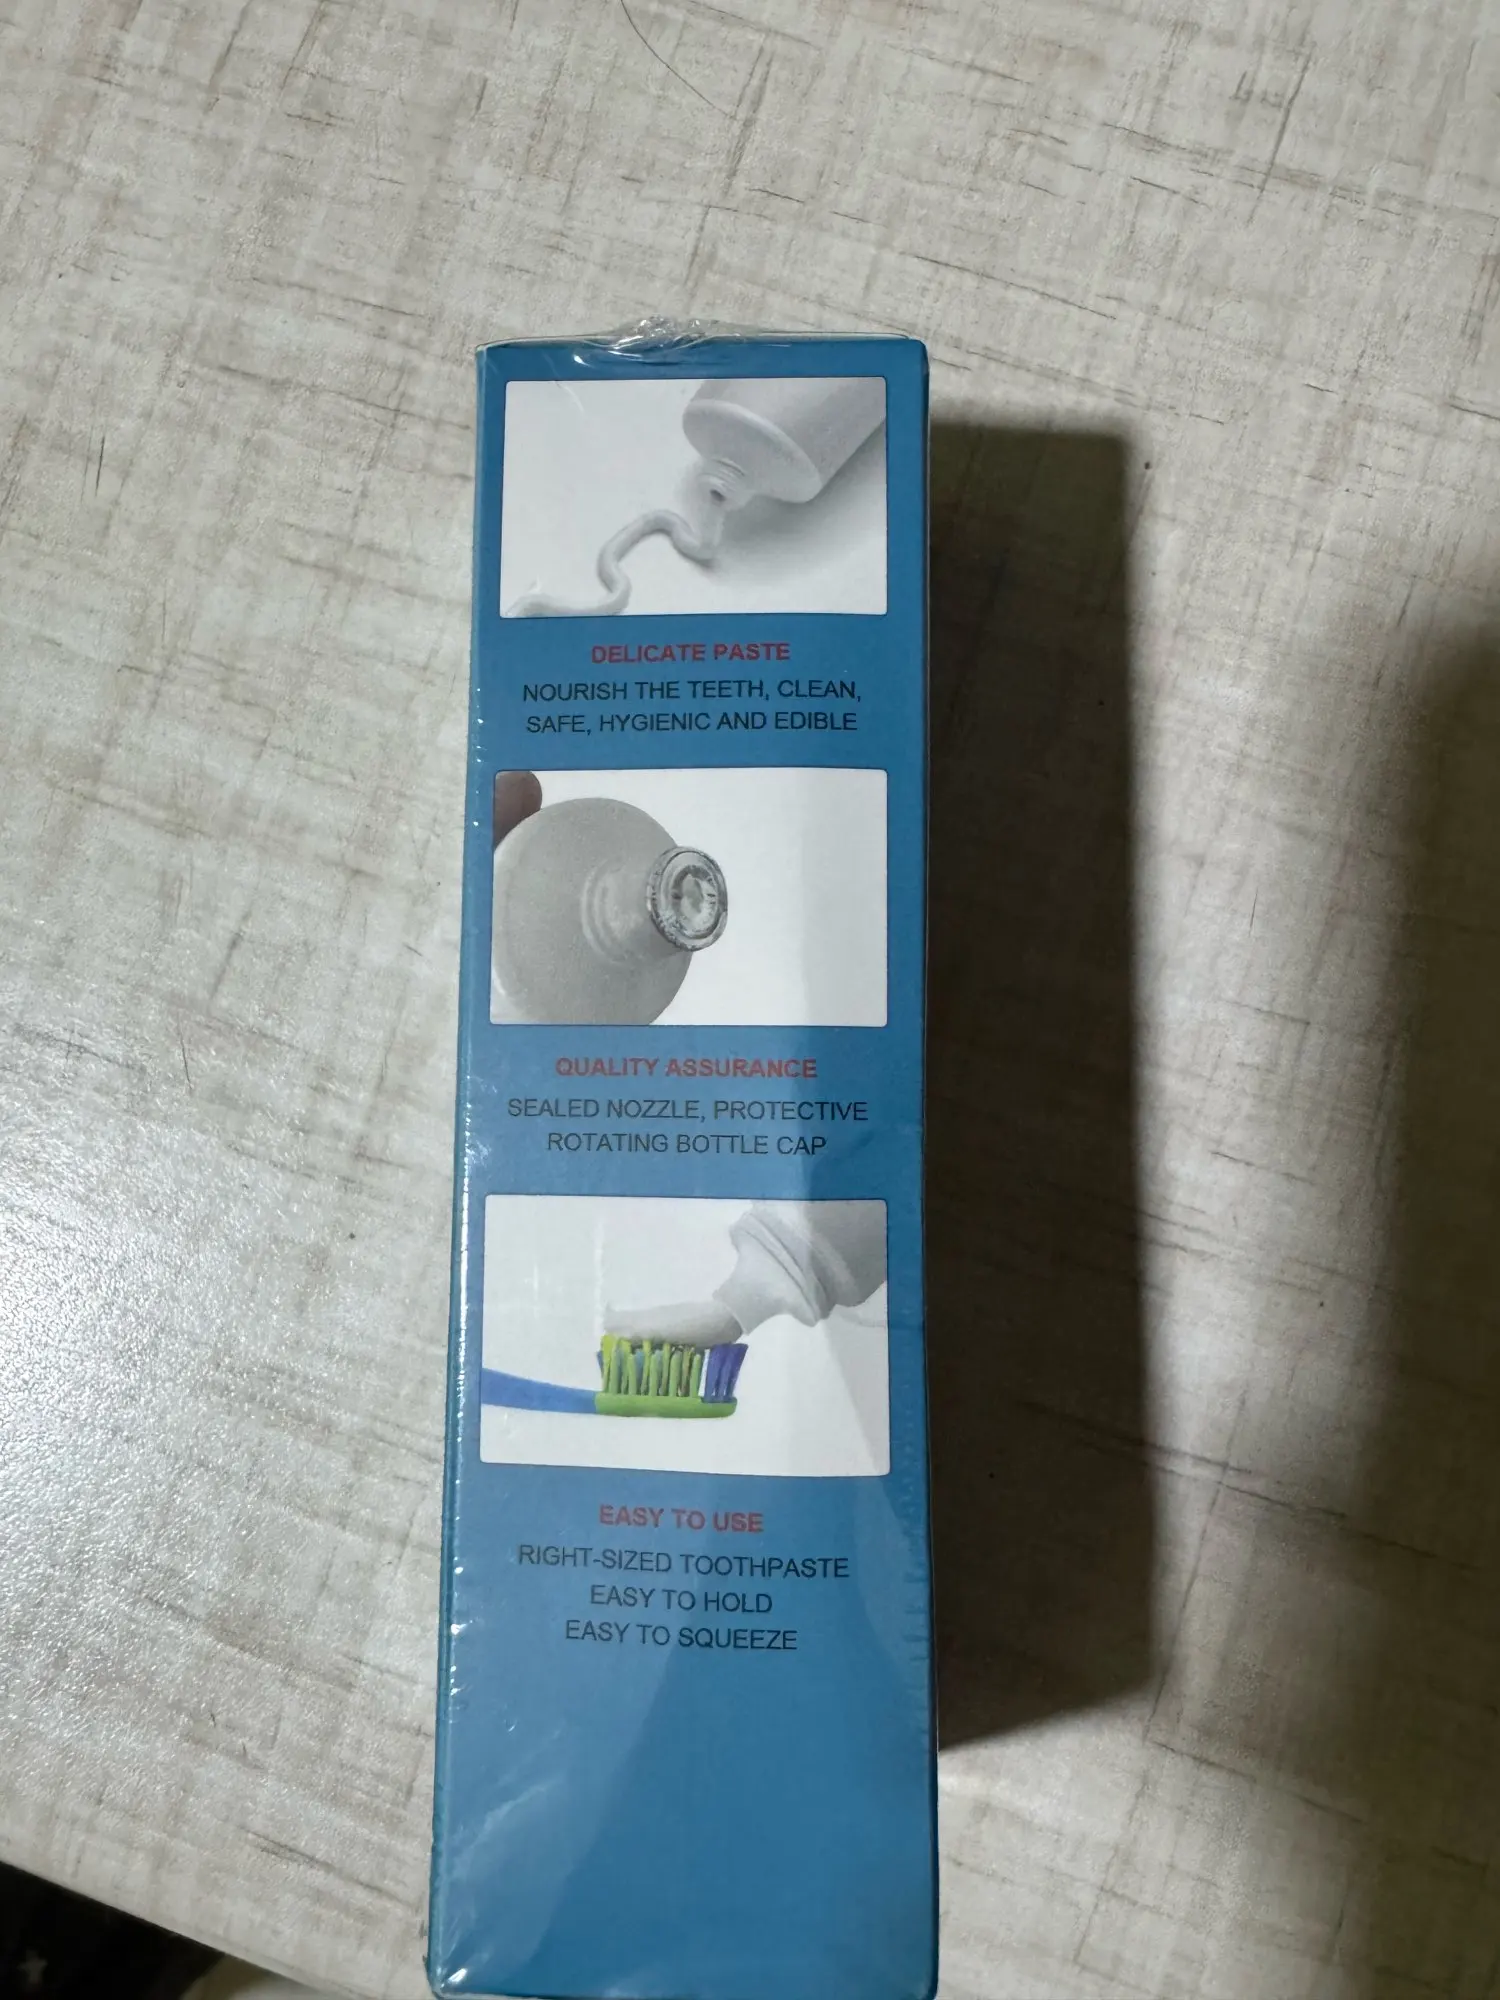 DELICATE PASTE
NOURISH THE TEETH, CLEAN,
SAFE, HYGIENIC AND EDIBLE
QUALITY ASSURANCE
SEALED NOZZLE, PROTECTIVE
ROTATING BOTTLE CAP
EASY TO USE
RIGHT-SIZED TOOTHPASTE
EASY TO HOLD
EASY TO SQUEEZE